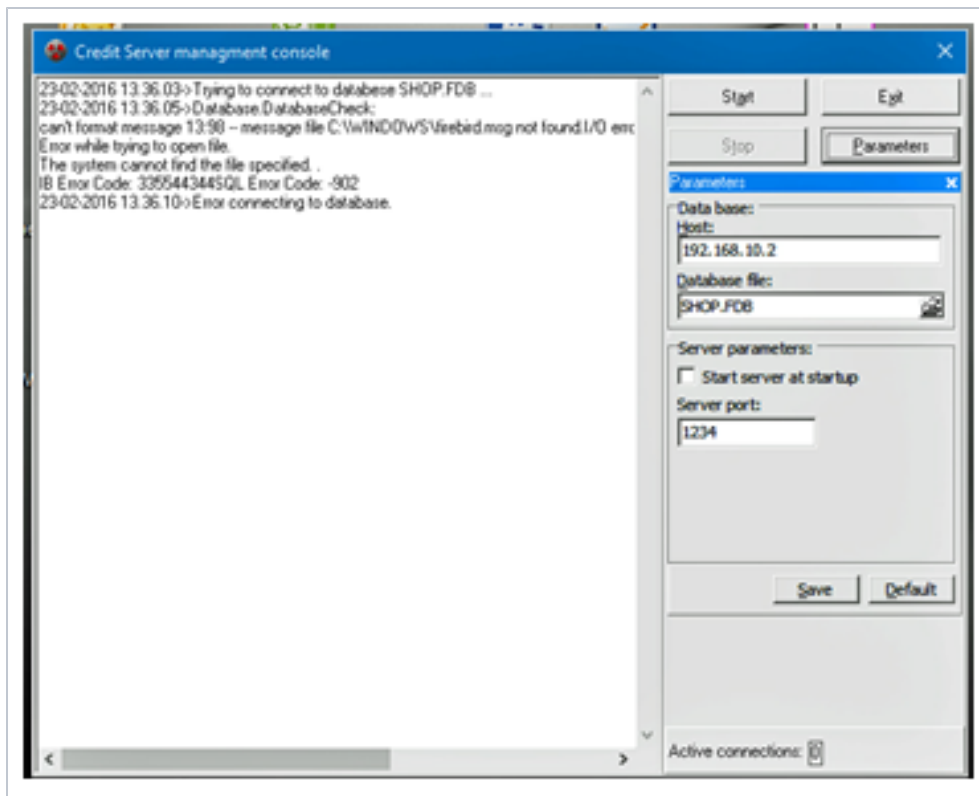 Credit Server managment console
23-02-2016 13.36.03->Trying to connect to databese SHOP.FDB ...
23-02-2016 13.36.05->Database.DatabaseCheck:
can't format message 13:98 -- message file C:\WINDOWS\firebird.msg not found.I/O erro
Error while trying to open file.
The system cannot find the file specified. .
IB Error Code: 335544344SQL Error Code: -902
23-02-2016 13.36.10->Error connecting to database.
Start
Exit
Stop
Parameters
Parameters
Data base:
Host:
192.168.10.2
Database file:
SHOP.FDB
Server parameters:
Start server at startup
Server port:
1234
Save
Default
Active connections: 0